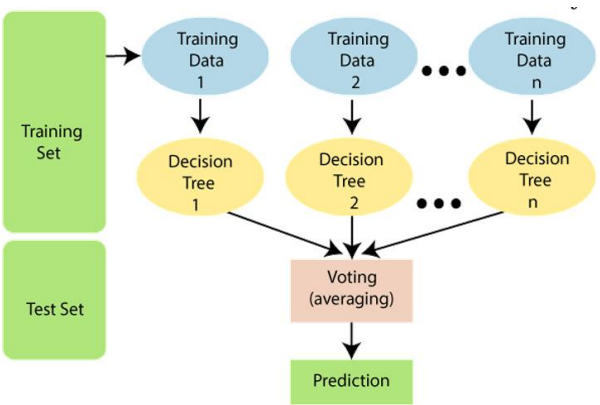 Training
Set
Training
Data
1
Training
Data
2
Training
Data
n
Decision
Tree
1
Decision
Tree
2
Decision
Tree
n
Test Set
Voting
(averaging)
Prediction